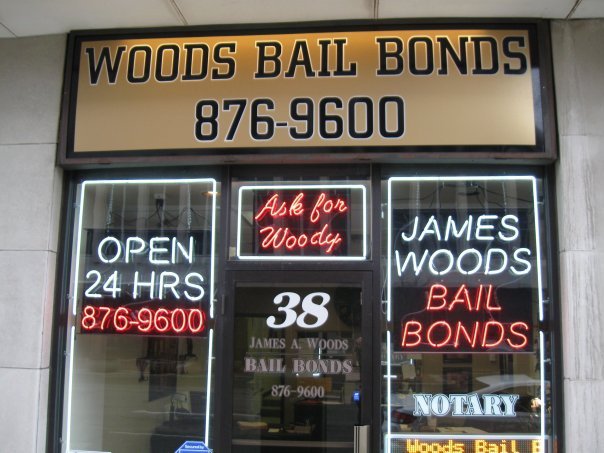 WOODS BAIL BONDS
876-9600
OPEN
24 HRS
876-9600
Ask for
Woody
38
JAMES A. WOODS
BAIL BONDS
876-9600
JAMES
WOODS
BAIL
BONDS
NOTARY
Woods Bail B